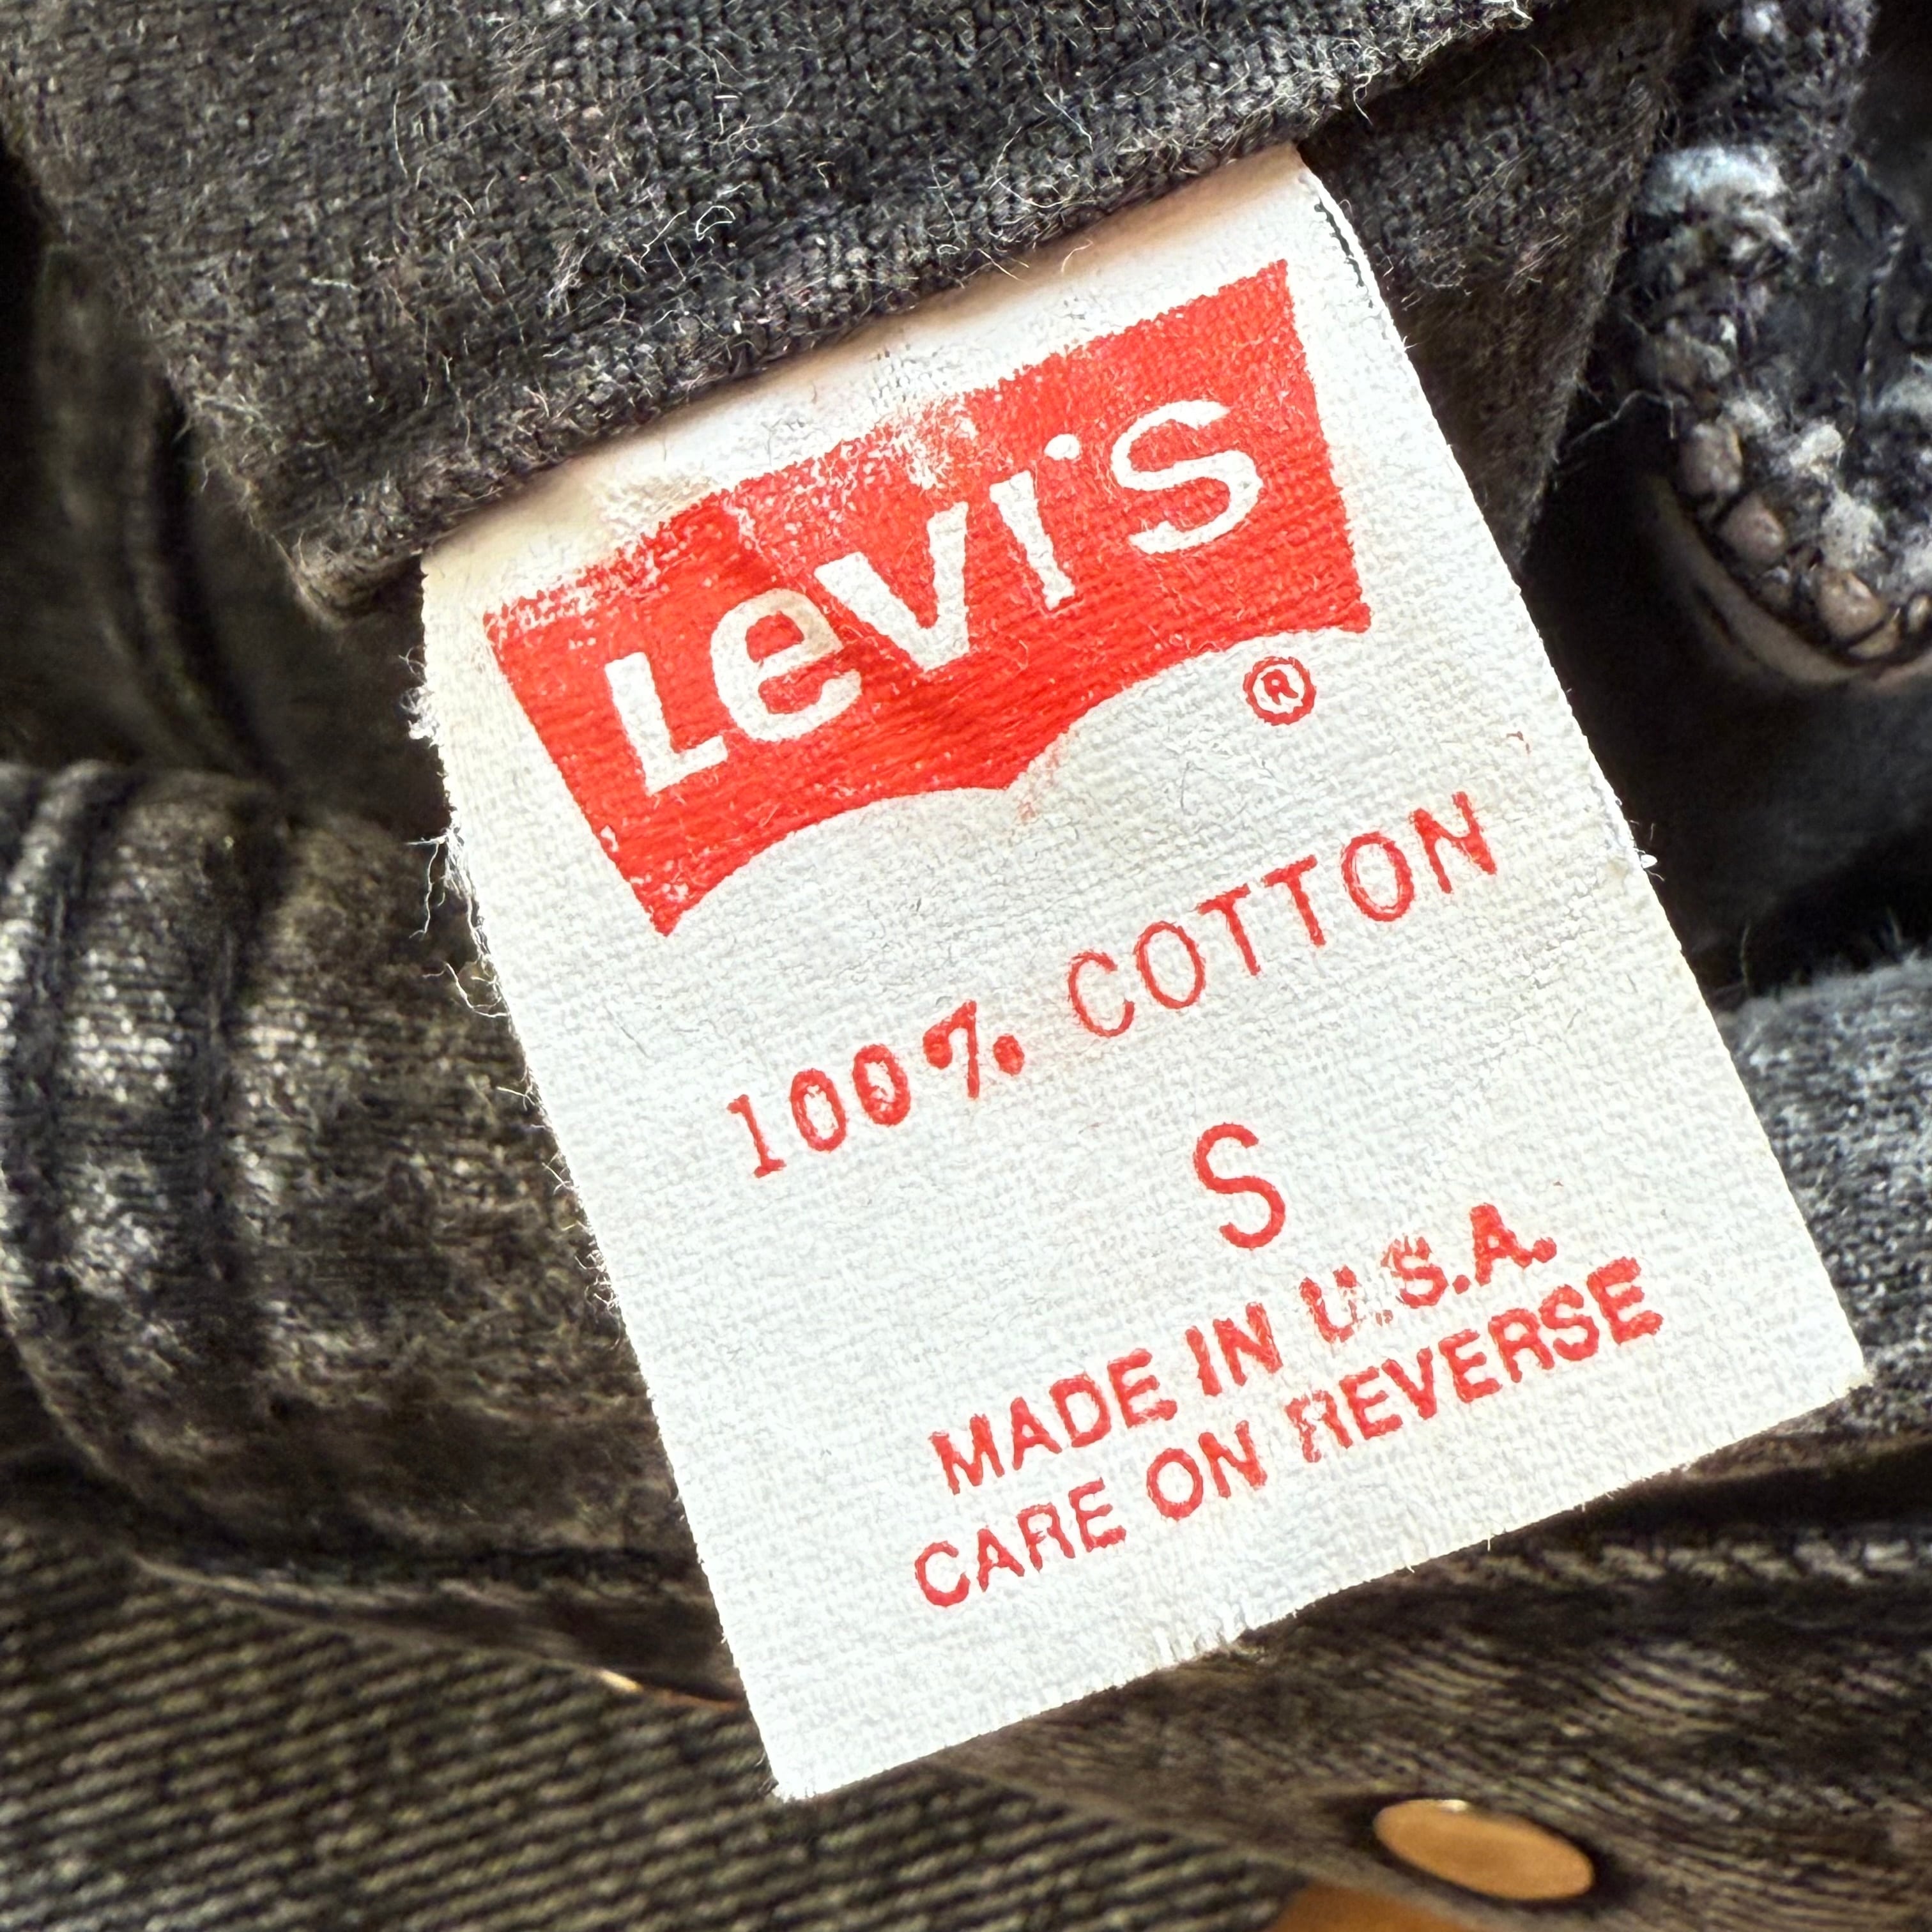 Levi's
®
100% COTTON
S
MADE IN U.S.A.
CARE ON REVERSE